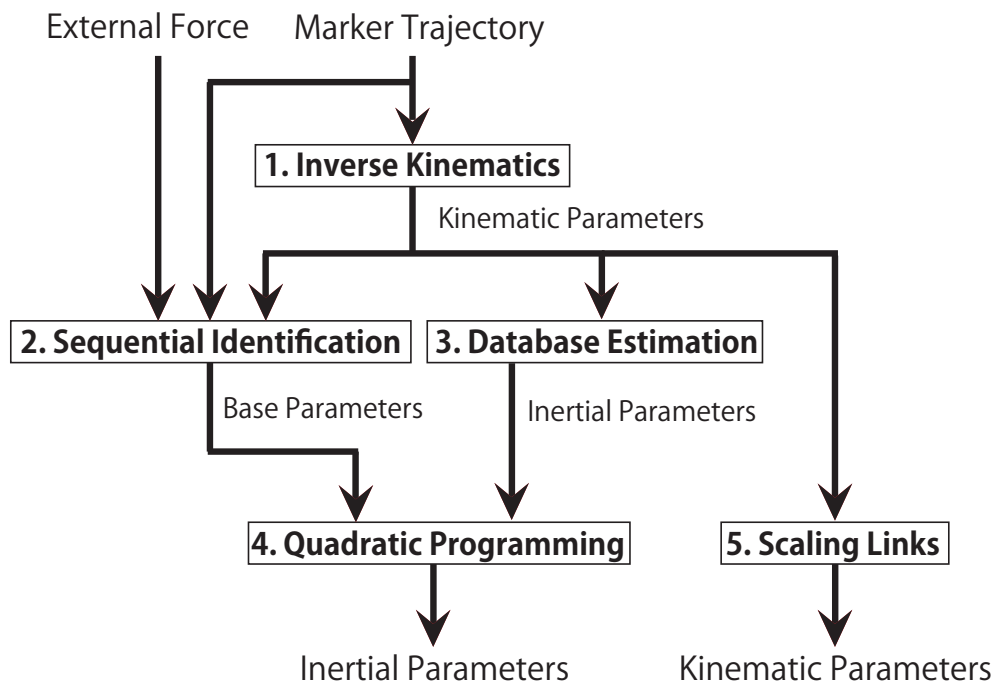 External Force
Marker Trajectory
1. Inverse Kinematics
Kinematic Parameters
2. Sequential Identification
3. Database Estimation
Base Parameters
Inertial Parameters
4. Quadratic Programming
5. Scaling Links
Inertial Parameters
Kinematic Parameters